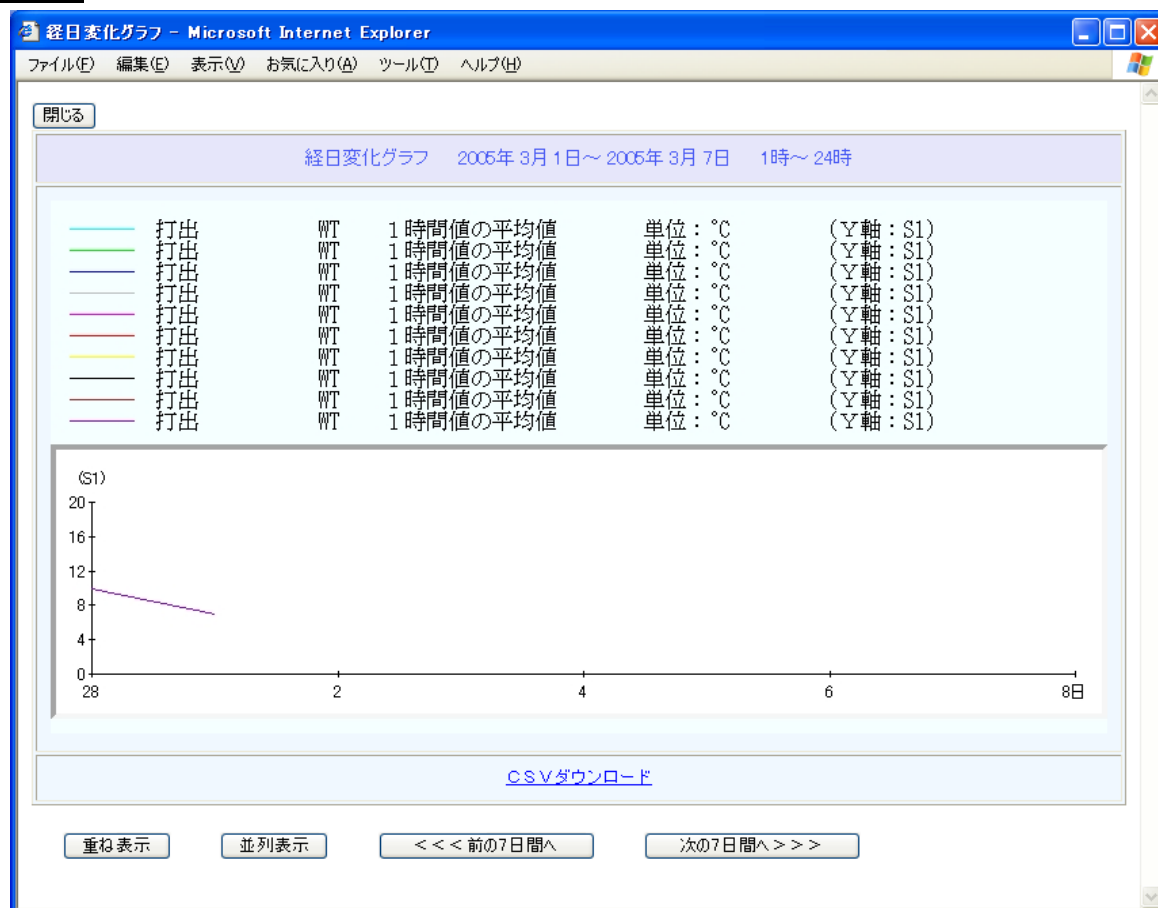 経日変化グラフ - Microsoft Internet Explorer
ファイル(F) 編集(E) 表示(V) お気に入り(A) ツール(T) ヘルプ(H)
閉じる
経日変化グラフ 2005年 3月 1日～ 2005年 3月 7日 1時～ 24時
打出 WT 1時間値の平均値 単位：℃ (Y軸：S1)
打出 WT 1時間値の平均値 単位：℃ (Y軸：S1)
打出 WT 1時間値の平均値 単位：℃ (Y軸：S1)
打出 WT 1時間値の平均値 単位：℃ (Y軸：S1)
打出 WT 1時間値の平均値 単位：℃ (Y軸：S1)
打出 WT 1時間値の平均値 単位：℃ (Y軸：S1)
打出 WT 1時間値の平均値 単位：℃ (Y軸：S1)
打出 WT 1時間値の平均値 単位：℃ (Y軸：S1)
打出 WT 1時間値の平均値 単位：℃ (Y軸：S1)
打出 WT 1時間値の平均値 単位：℃ (Y軸：S1)
(S1)
20
16
12
8
4
0
28 2 4 6 8日
ＣＳＶダウンロード
重ね表示 並列表示 <<<前の7日間へ 次の7日間へ>>>